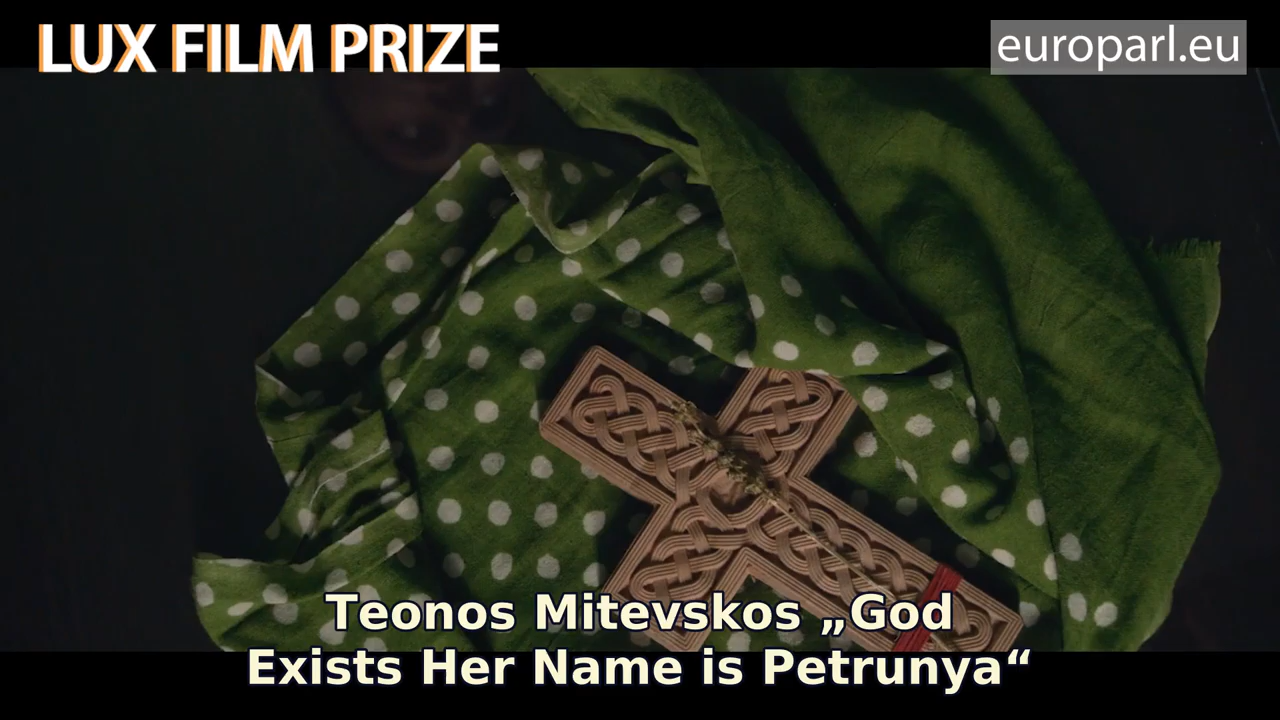 LUX FILM PRIZE
europarl.eu
Teonos Mitevskos „God
Exists Her Name is Petrunya“